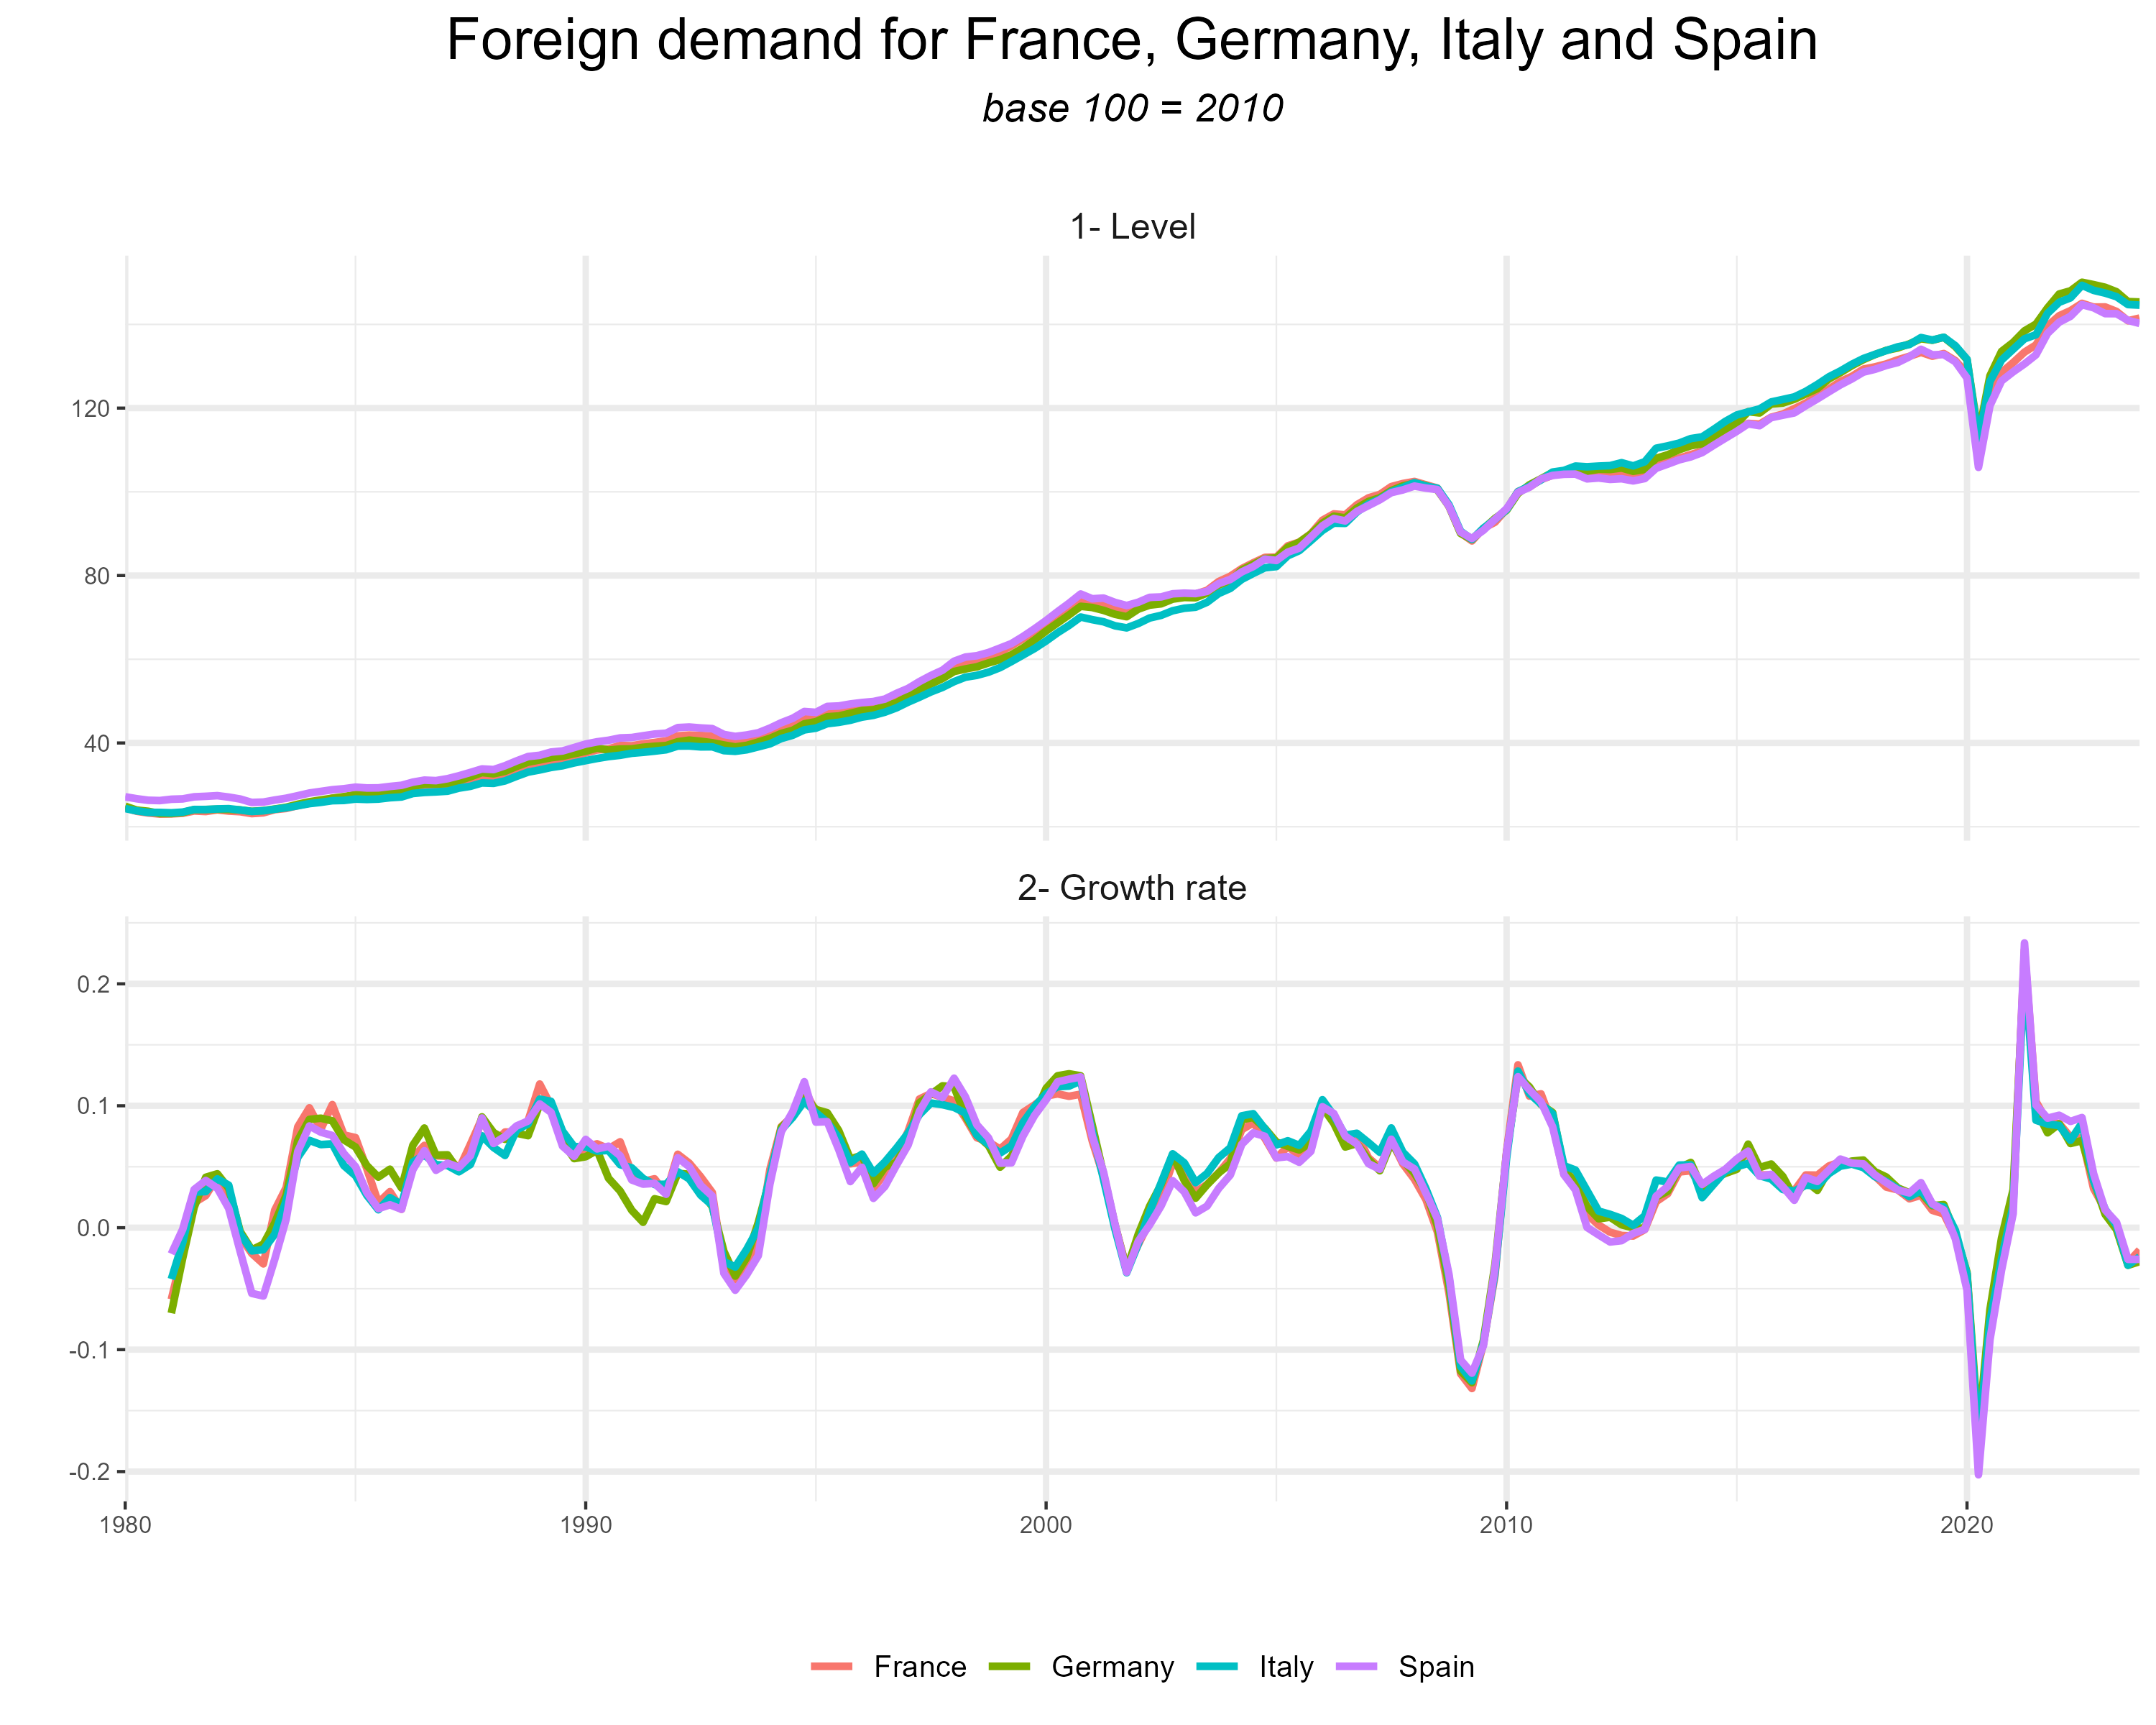 Foreign demand for France, Germany, Italy and Spain
base 100 = 2010
1- Level
120
80
40
2- Growth rate
0.2
0.1
0.0
-0.1
-0.2
1980 1990 2000 2010 2020
France Germany Italy Spain